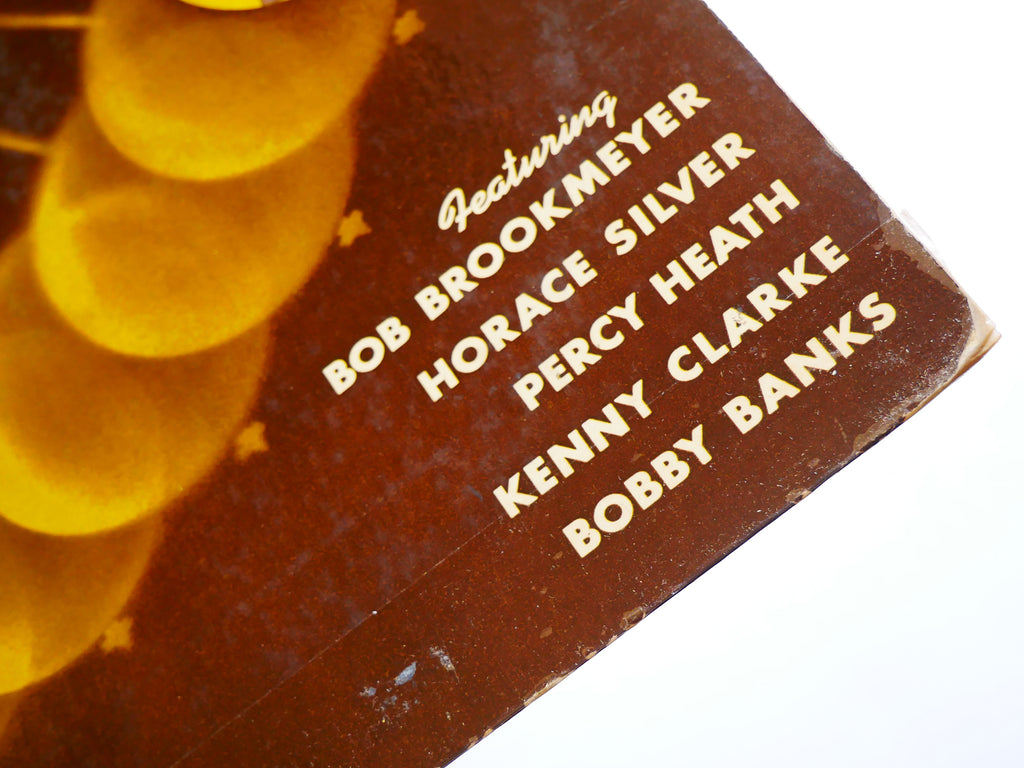 Featuring
BOB BROOKMEYER
HORACE SILVER
PERCY HEATH
KENNY CLARKE
BOBBY BANKS